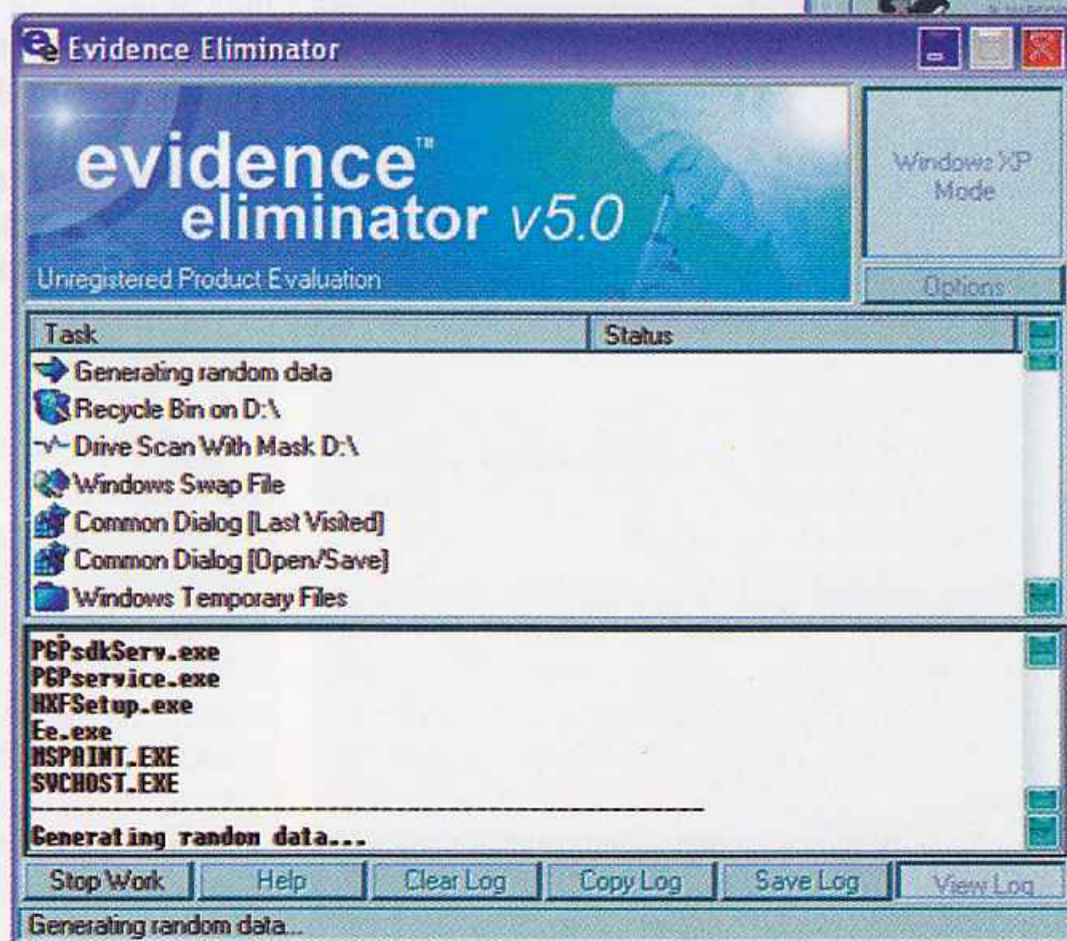 Evidence Eliminator
evidence™
eliminator v5.0
Unregistered Product Evaluation
Windows XP
Mode
Options
Task Status
Generating random data
Recycle Bin on D:\
Drive Scan With Mask D:\
Windows Swap File
Common Dialog [Last Visited]
Common Dialog [Open/Save]
Windows Temporary Files
PGPsdkServ.exe
PGPservice.exe
HXFSetup.exe
Ee.exe
MSPAINT.EXE
SVCHOST.EXE
Generating random data...
Stop Work Help Clear Log Copy Log Save Log View Log
Generating random data...